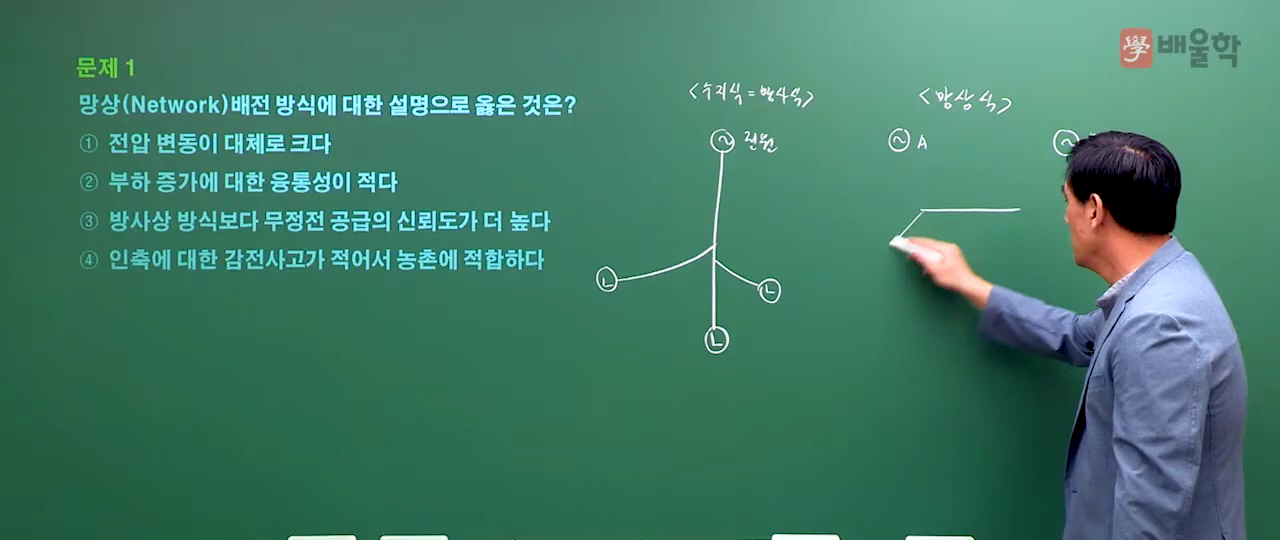 學 배울학
문제 1
망상(Network)배전 방식에 대한 설명으로 옳은 것은?
① 전압 변동이 대체로 크다
② 부하 증가에 대한 융통성이 적다
③ 방사상 방식보다 무정전 공급의 신뢰도가 더 높다
④ 인축에 대한 감전사고가 적어서 농촌에 적합하다
<수지식 = 방사식>
전원
L
L
L
<망상식>
A